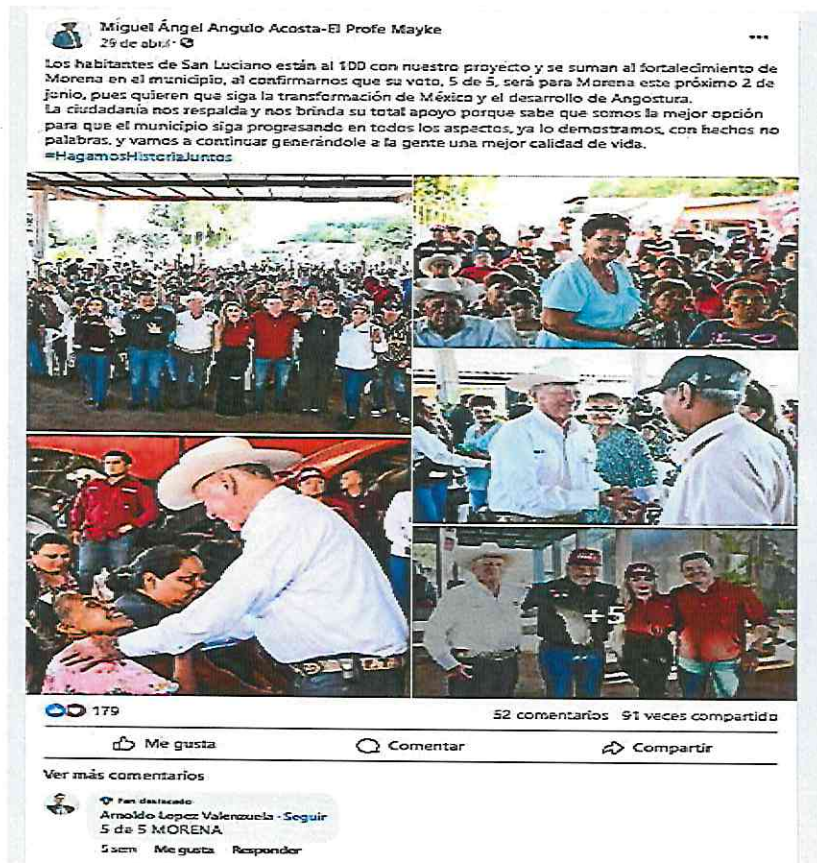 Miguel Ángel Angulo Acosta-El Profe Mayke
29 de abril ·
Los habitantes de San Luciano están al 100 con nuestro proyecto y se suman al fortalecimiento de
Morena en el municipio, al confirmarnos que su voto, 5 de 5, será para Morena este próximo 2 de
junio, pues quieren que siga la transformación de México y el desarrollo de Angostura.
La ciudadanía nos respalda y nos brinda su total apoyo porque sabe que somos la mejor opción
para que el municipio siga progresando en todos los aspectos, ya lo demostramos, con hechos no
palabras, y vamos a continuar generándole a la gente una mejor calidad de vida.
#HagamosHistoriaJuntos
+5
179
52 comentarios 91 veces compartido
Me gusta Comentar Compartir
Ver más comentarios
Fan destacado
Arnoldo Lopez Valenzuela · Seguir
5 de 5 MORENA
5 sem Me gusta Responder